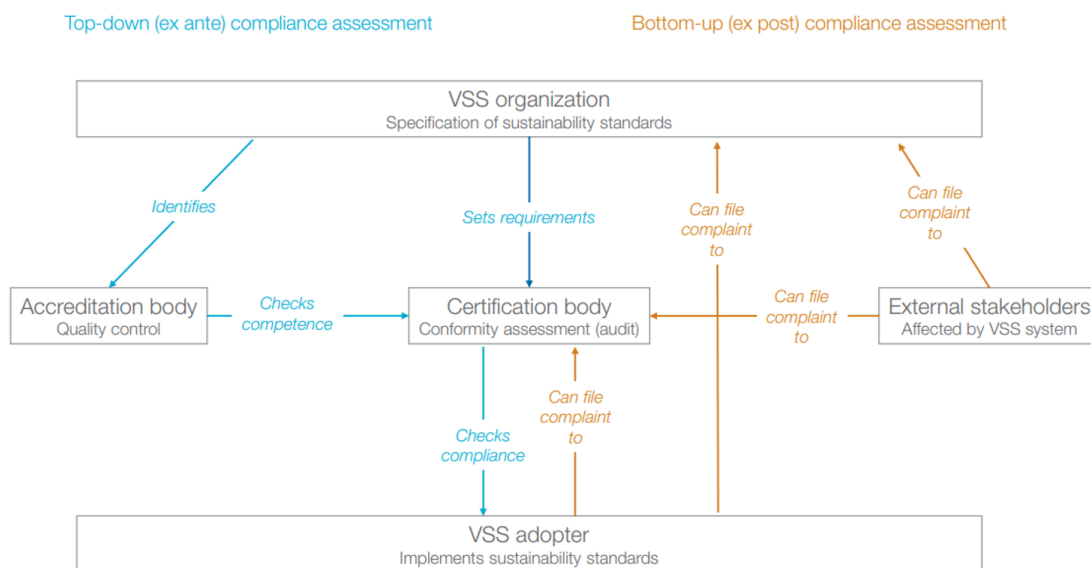 Top-down (ex ante) compliance assessment
Bottom-up (ex post) compliance assessment
VSS organization
Specification of sustainability standards
Identifies
Sets requirements
Can file
complaint
to
Can file
complaint
to
Accreditation body
Quality control
Checks
competence
Certification body
Conformity assessment (audit)
Can file
complaint
to
External stakeholders
Affected by VSS system
Checks
compliance
Can file
complaint
to
VSS adopter
Implements sustainability standards